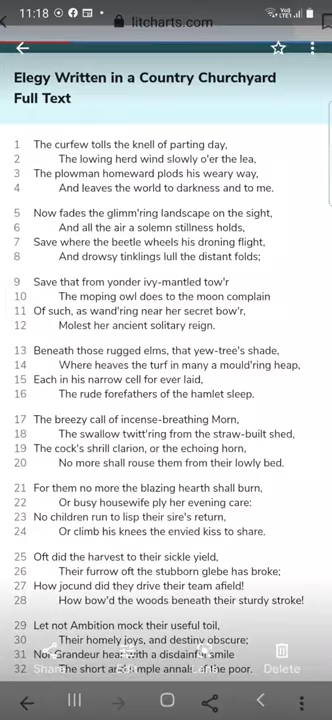 11:18
Vo)) LTE1
litcharts.com
Elegy Written in a Country Churchyard
Full Text
1 The curfew tolls the knell of parting day,
2 The lowing herd wind slowly o'er the lea,
3 The plowman homeward plods his weary way,
4 And leaves the world to darkness and to me.
5 Now fades the glimm'ring landscape on the sight,
6 And all the air a solemn stillness holds,
7 Save where the beetle wheels his droning flight,
8 And drowsy tinklings lull the distant folds;
9 Save that from yonder ivy-mantled tow'r
10 The moping owl does to the moon complain
11 Of such, as wand'ring near her secret bow'r,
12 Molest her ancient solitary reign.
13 Beneath those rugged elms, that yew-tree's shade,
14 Where heaves the turf in many a mould'ring heap,
15 Each in his narrow cell for ever laid,
16 The rude forefathers of the hamlet sleep.
17 The breezy call of incense-breathing Morn,
18 The swallow twitt'ring from the straw-built shed,
19 The cock's shrill clarion, or the echoing horn,
20 No more shall rouse them from their lowly bed.
21 For them no more the blazing hearth shall burn,
22 Or busy housewife ply her evening care:
23 No children run to lisp their sire's return,
24 Or climb his knees the envied kiss to share.
25 Oft did the harvest to their sickle yield,
26 Their furrow oft the stubborn glebe has broke;
27 How jocund did they drive their team afield!
28 How bow'd the woods beneath their sturdy stroke!
29 Let not Ambition mock their useful toil,
30 Their homely joys, and destiny obscure;
31 Nor Grandeur hear with a disdainful smile
32 The short and simple annals of the poor.
Share Edit Lens Delete